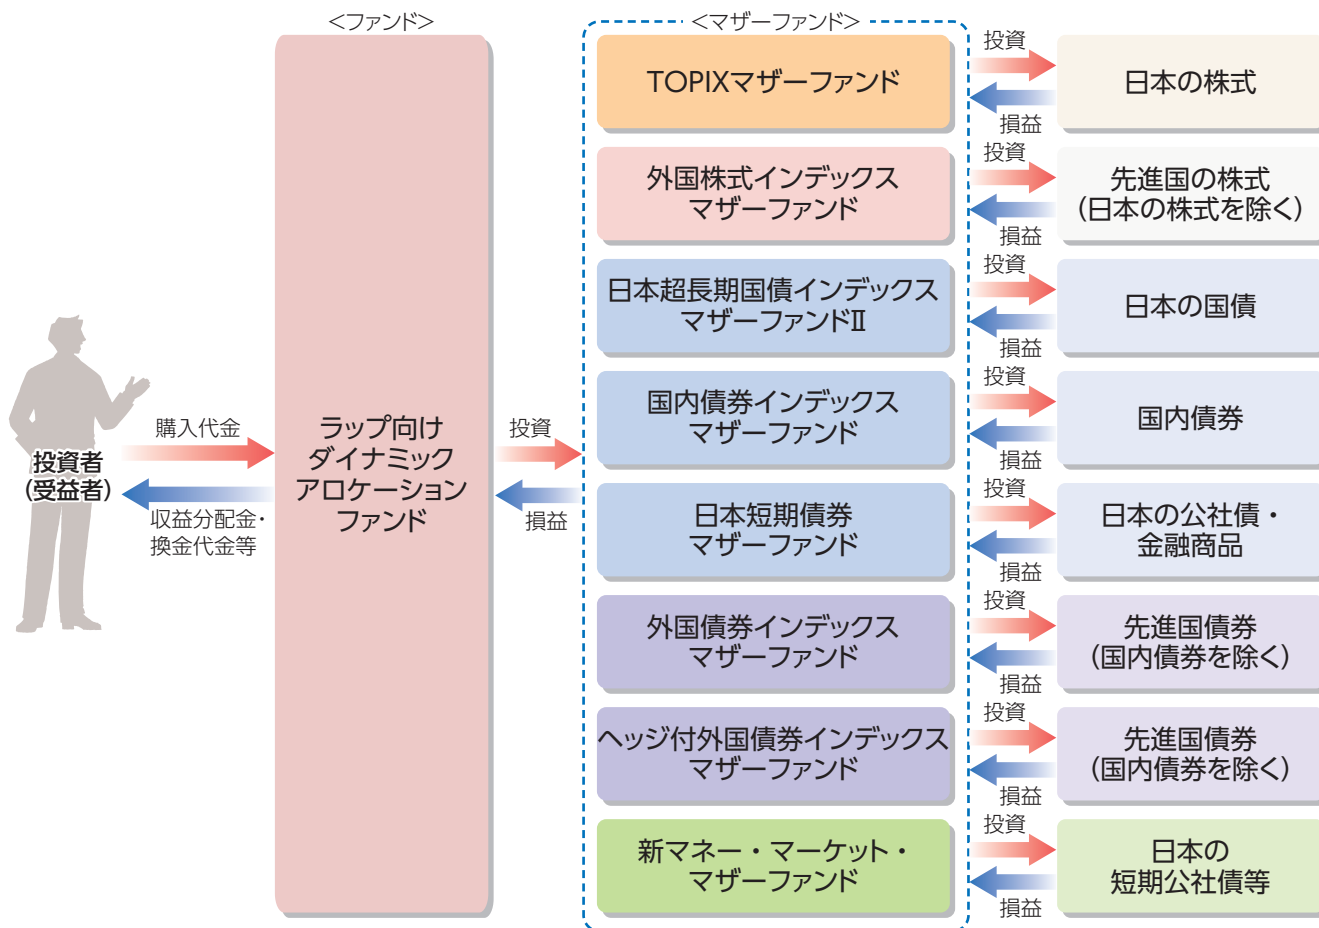 <ファンド>
<マザーファンド>
投資者
(受益者)
購入代金
収益分配金・
換金代金等
ラップ向け
ダイナミック
アロケーション
ファンド
投資
損益
TOPIXマザーファンド
投資
損益
日本の株式
外国株式インデックス
マザーファンド
投資
損益
先進国の株式
(日本の株式を除く)
日本超長期国債インデックス
マザーファンドⅡ
投資
損益
日本の国債
国内債券インデックス
マザーファンド
投資
損益
国内債券
日本短期債券
マザーファンド
投資
損益
日本の公社債・
金融商品
外国債券インデックス
マザーファンド
投資
損益
先進国債券
(国内債券を除く)
ヘッジ付外国債券インデックス
マザーファンド
投資
損益
先進国債券
(国内債券を除く)
新マネー・マーケット・
マザーファンド
投資
損益
日本の
短期公社債等